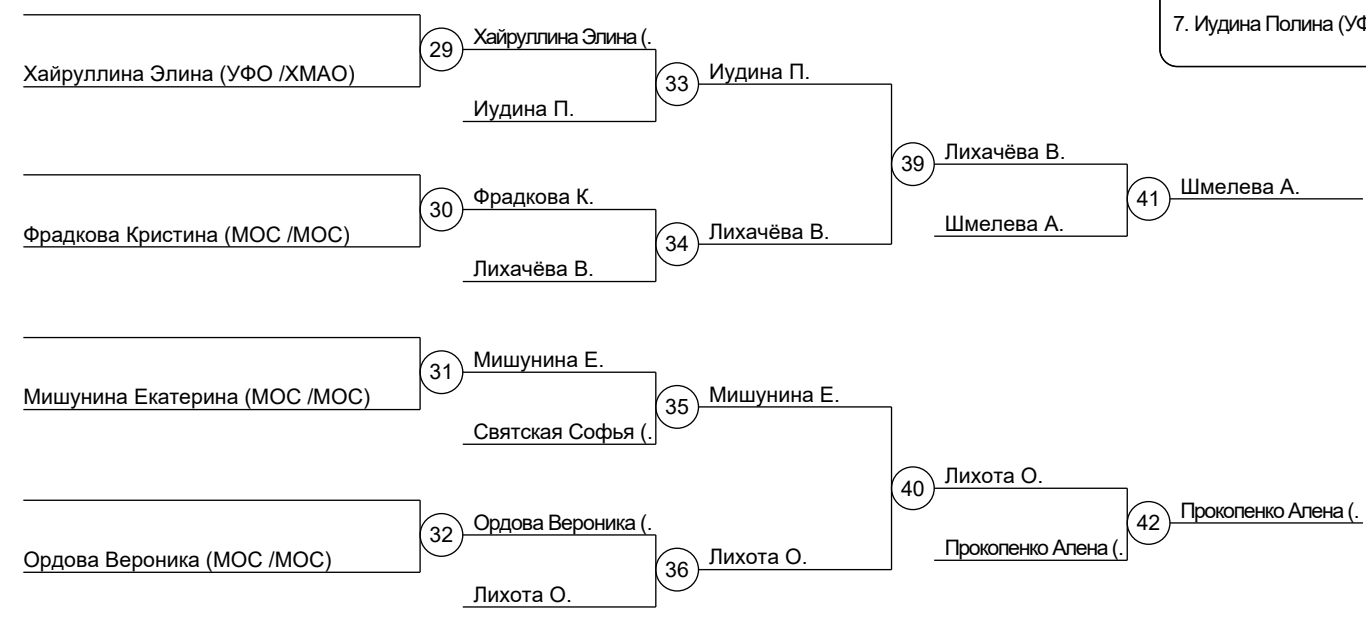 7. Иудина Полина (УФ
29
Хайруллина Элина (.
Хайруллина Элина (УФО /ХМАО)
33
Иудина П.
Иудина П.
39
Лихачёва В.
30
Фрадкова К.
41
Шмелева А.
Фрадкова Кристина (МОС /МОС)
34
Лихачёва В.
Шмелева А.
Лихачёва В.
31
Мишунина Е.
Мишунина Екатерина (МОС /МОС)
35
Мишунина Е.
Святская Софья (.
40
Лихота О.
32
Ордова Вероника (.
42
Прокопенко Алена (.
Ордова Вероника (МОС /МОС)
36
Лихота О.
Прокопенко Алена (.
Лихота О.